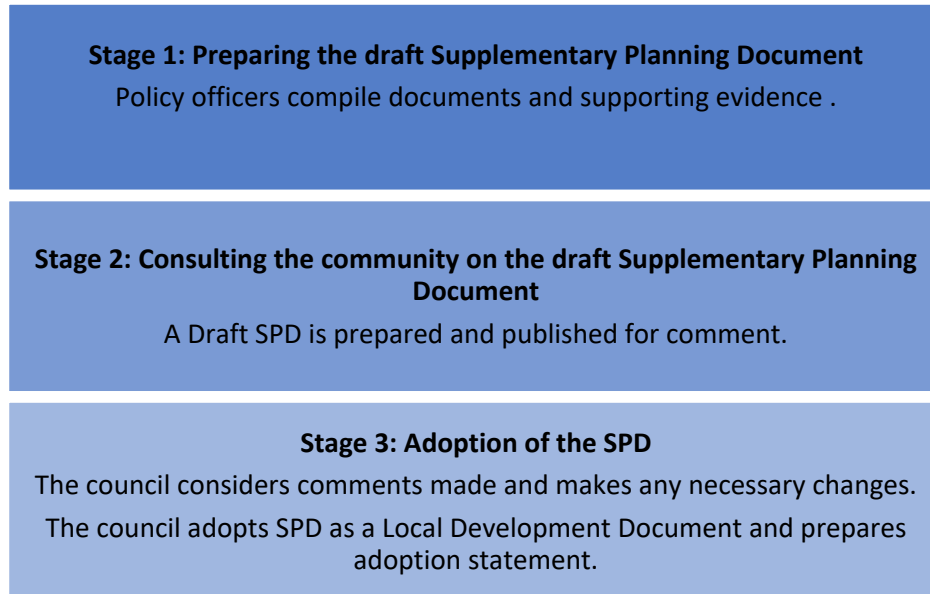 Stage 1: Preparing the draft Supplementary Planning Document
Policy officers compile documents and supporting evidence .
Stage 2: Consulting the community on the draft Supplementary Planning
Document
A Draft SPD is prepared and published for comment.
Stage 3: Adoption of the SPD
The council considers comments made and makes any necessary changes.
The council adopts SPD as a Local Development Document and prepares
adoption statement.